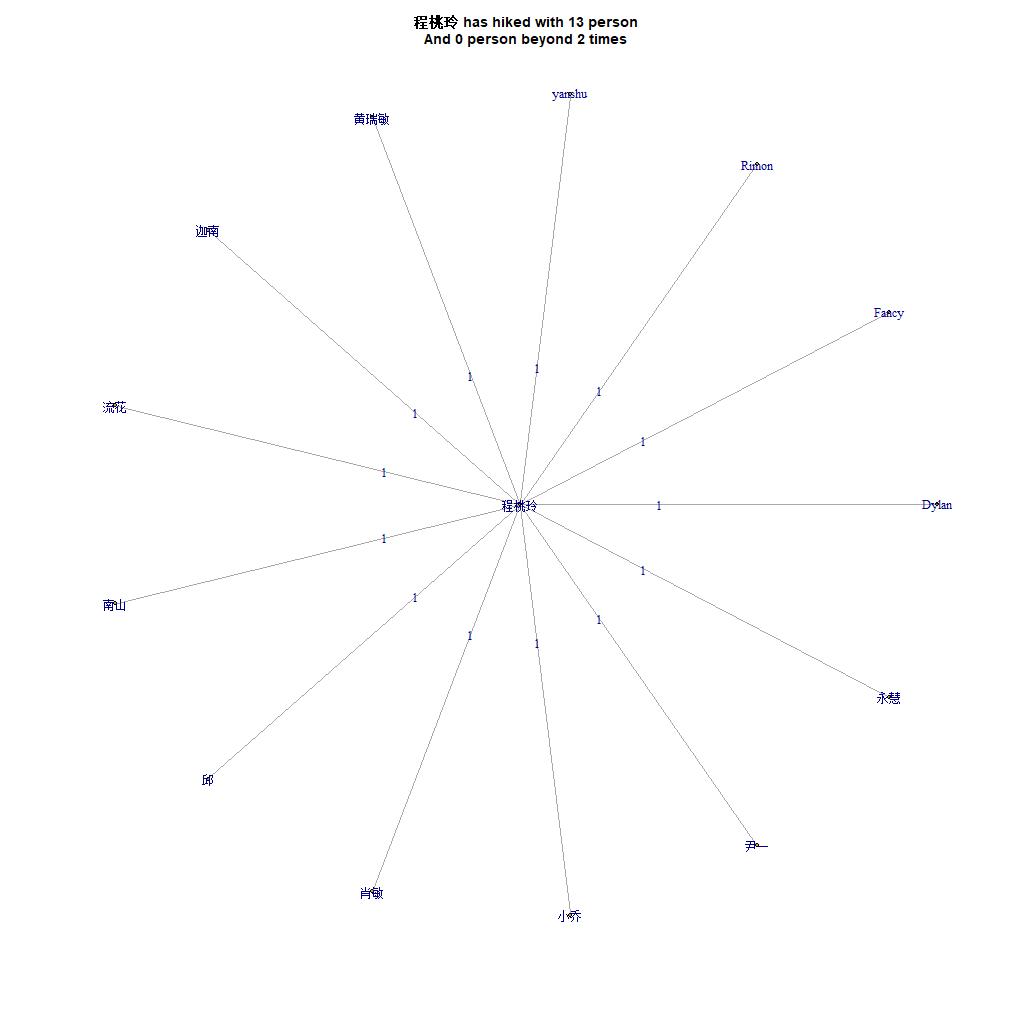 程桃玲 has hiked with 13 person
And 0 person beyond 2 times
yanshu
黄瑞敏
Rimon
迦南
Fancy
1
1
1
流花
1
1
1
1
程桃玲
Dylan
1
1
1
南山
1
1
1
1
永慧
邱
尹一
肖敏
小乔